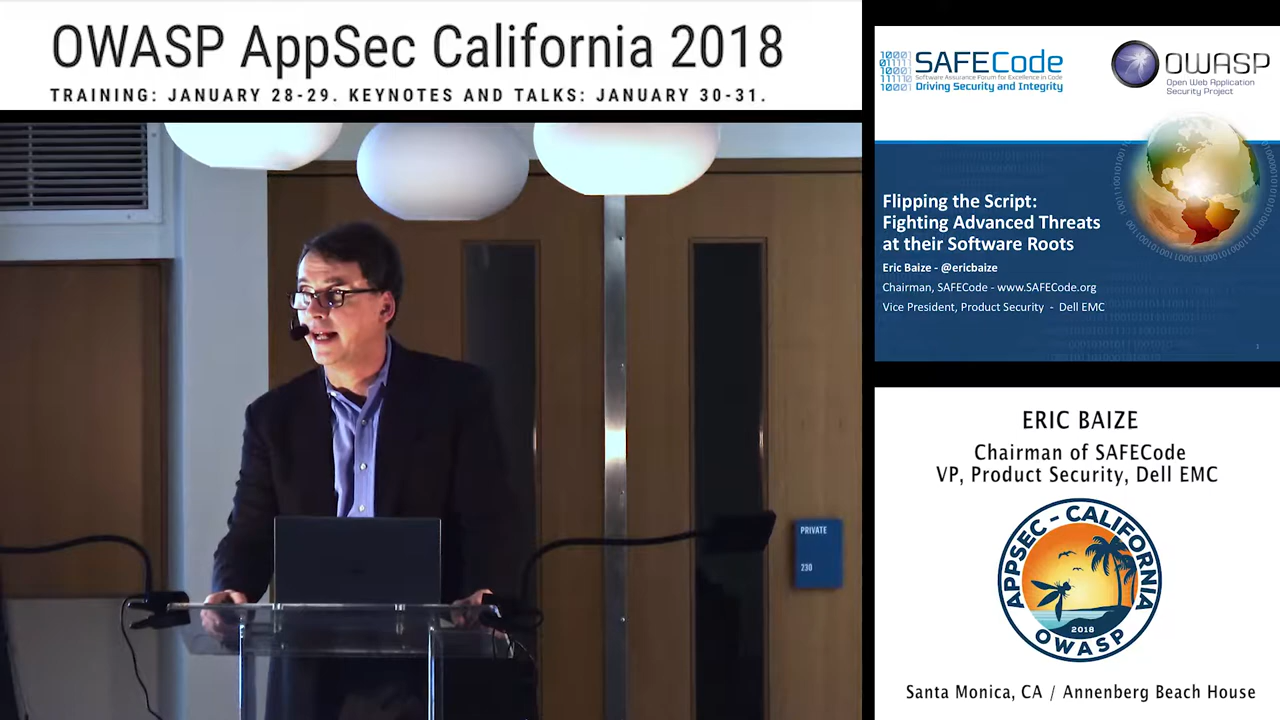 OWASP AppSec California 2018
TRAINING: JANUARY 28-29. KEYNOTES AND TALKS: JANUARY 30-31.
PRIVATE
230
SAFECode
Software Assurance Forum for Excellence in Code
Driving Security and Integrity
OWASP
Open Web Application
Security Project
Flipping the Script:
Fighting Advanced Threats
at their Software Roots
Eric Baize - @ericbaize
Chairman, SAFECode - www.SAFECode.org
Vice President, Product Security - Dell EMC
1
ERIC BAIZE
Chairman of SAFECode
VP, Product Security, Dell EMC
APPSEC - CALIFORNIA
2018
OWASP
Santa Monica, CA / Annenberg Beach House